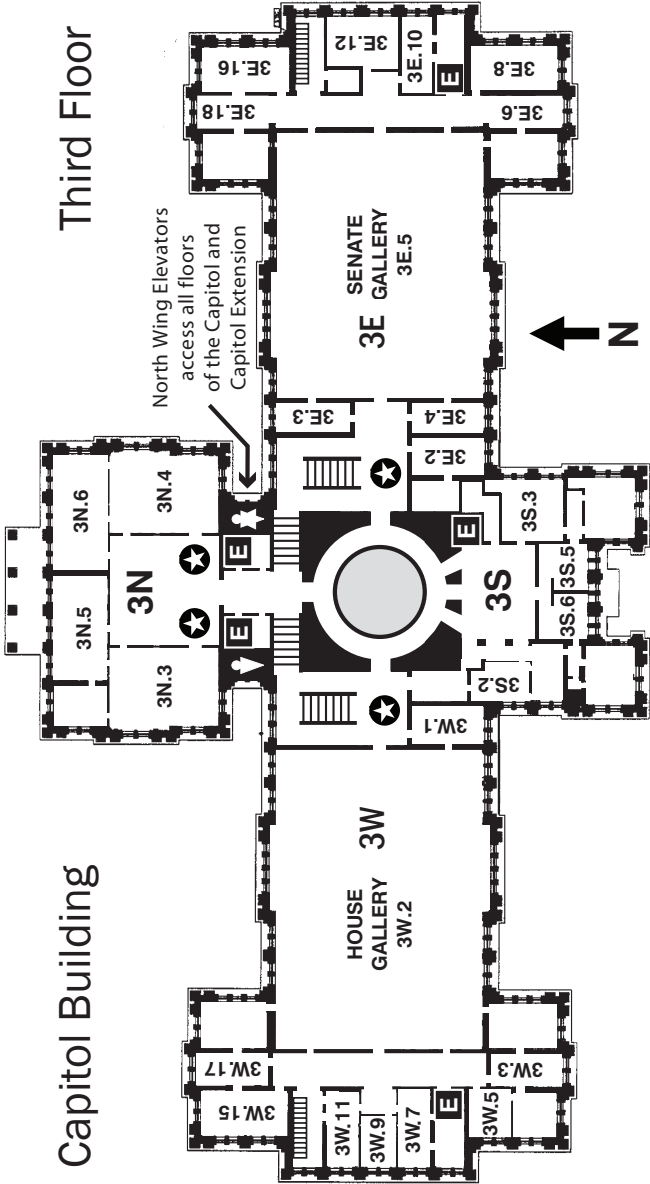 Capitol Building
Third Floor
North Wing Elevators
access all floors
of the Capitol and
Capitol Extension
3N.6
3N.5
3N.4
3N.3
3N
E
E
3E.16
3E.18
3E.12
3E.10
E
3E.8
3E.6
SENATE
GALLERY
3E.5
3E
3E.3
3E.4
3E.2
E
3S.3
3S
3S.5
3S.6
3S.2
3W.1
3W
HOUSE
GALLERY
3W.2
3W.17
3W.15
3W.11
3W.9
3W.7
E
3W.5
3W.3
N